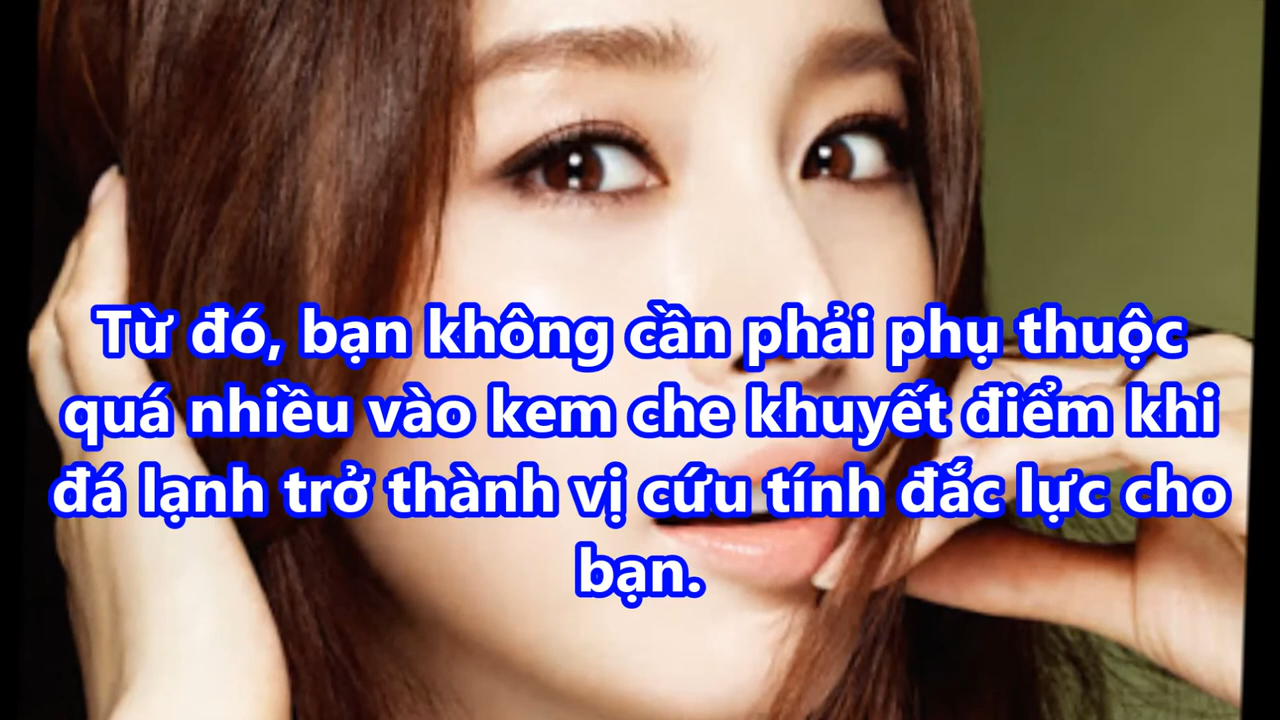 Từ đó, bạn không cần phải phụ thuộc
quá nhiều vào kem che khuyết điểm khi
đá lạnh trở thành vị cứu tính đắc lực cho
bạn.